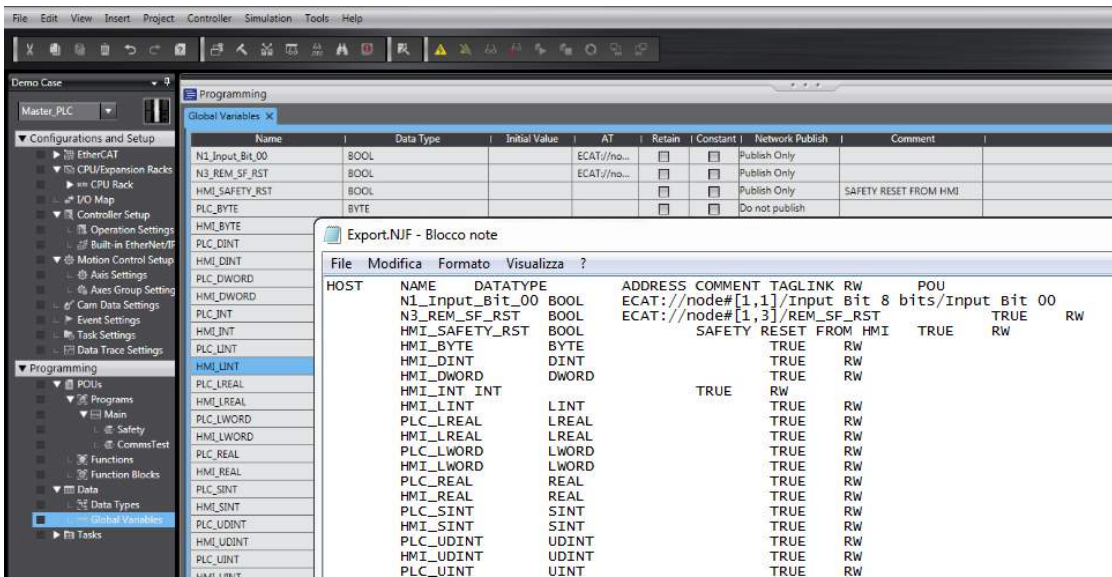 File Edit View Insert Project Controller Simulation Tools Help
Demo Case
Master_PLC
Configurations and Setup
EtherCAT
CPU/Expansion Racks
CPU Rack
I/O Map
Controller Setup
Operation Settings
Built-in EtherNet/IP
Motion Control Setup
Axis Settings
Axes Group Setting
Cam Data Settings
Event Settings
Task Settings
Data Trace Settings
Programming
POUs
Programs
Main
Safety
CommsTest
Functions
Function Blocks
Data
Data Types
Global Variables
Tasks
Programming
Global Variables X
Name Data Type Initial Value AT Retain Constant Network Publish Comment
N1_Input_Bit_00 BOOL ECAT://no... Publish Only
N3_REM_SF_RST BOOL ECAT://no... Publish Only
HMI_SAFETY_RST BOOL Publish Only SAFETY RESET FROM HMI
PLC_BYTE BYTE Do not publish
HMI_BYTE
PLC_DINT
HMI_DINT
PLC_DWORD
HMI_DWORD
PLC_INT
HMI_INT
PLC_LINT
HMI_LINT
PLC_LREAL
HMI_LREAL
PLC_LWORD
HMI_LWORD
PLC_REAL
HMI_REAL
PLC_SINT
HMI_SINT
PLC_UDINT
HMI_UDINT
PLC_UINT
HMI_UINT
Export.NJF - Blocco note
File Modifica Formato Visualizza ?
HOST NAME DATATYPE ADDRESS COMMENT TAGLINK RW POU
N1_Input_Bit_00 BOOL ECAT://node#[1,1]/Input Bit 8 bits/Input Bit 00
N3_REM_SF_RST BOOL ECAT://node#[1,3]/REM_SF_RST TRUE RW
HMI_SAFETY_RST BOOL SAFETY RESET FROM HMI TRUE RW
HMI_BYTE BYTE TRUE RW
HMI_DINT DINT TRUE RW
HMI_DWORD DWORD TRUE RW
HMI_INT INT TRUE RW
HMI_LINT LINT TRUE RW
PLC_LREAL LREAL TRUE RW
HMI_LREAL LREAL TRUE RW
PLC_LWORD LWORD TRUE RW
HMI_LWORD LWORD TRUE RW
PLC_REAL REAL TRUE RW
HMI_REAL REAL TRUE RW
PLC_SINT SINT TRUE RW
HMI_SINT SINT TRUE RW
PLC_UDINT UDINT TRUE RW
HMI_UDINT UDINT TRUE RW
PLC_UINT UINT TRUE RW